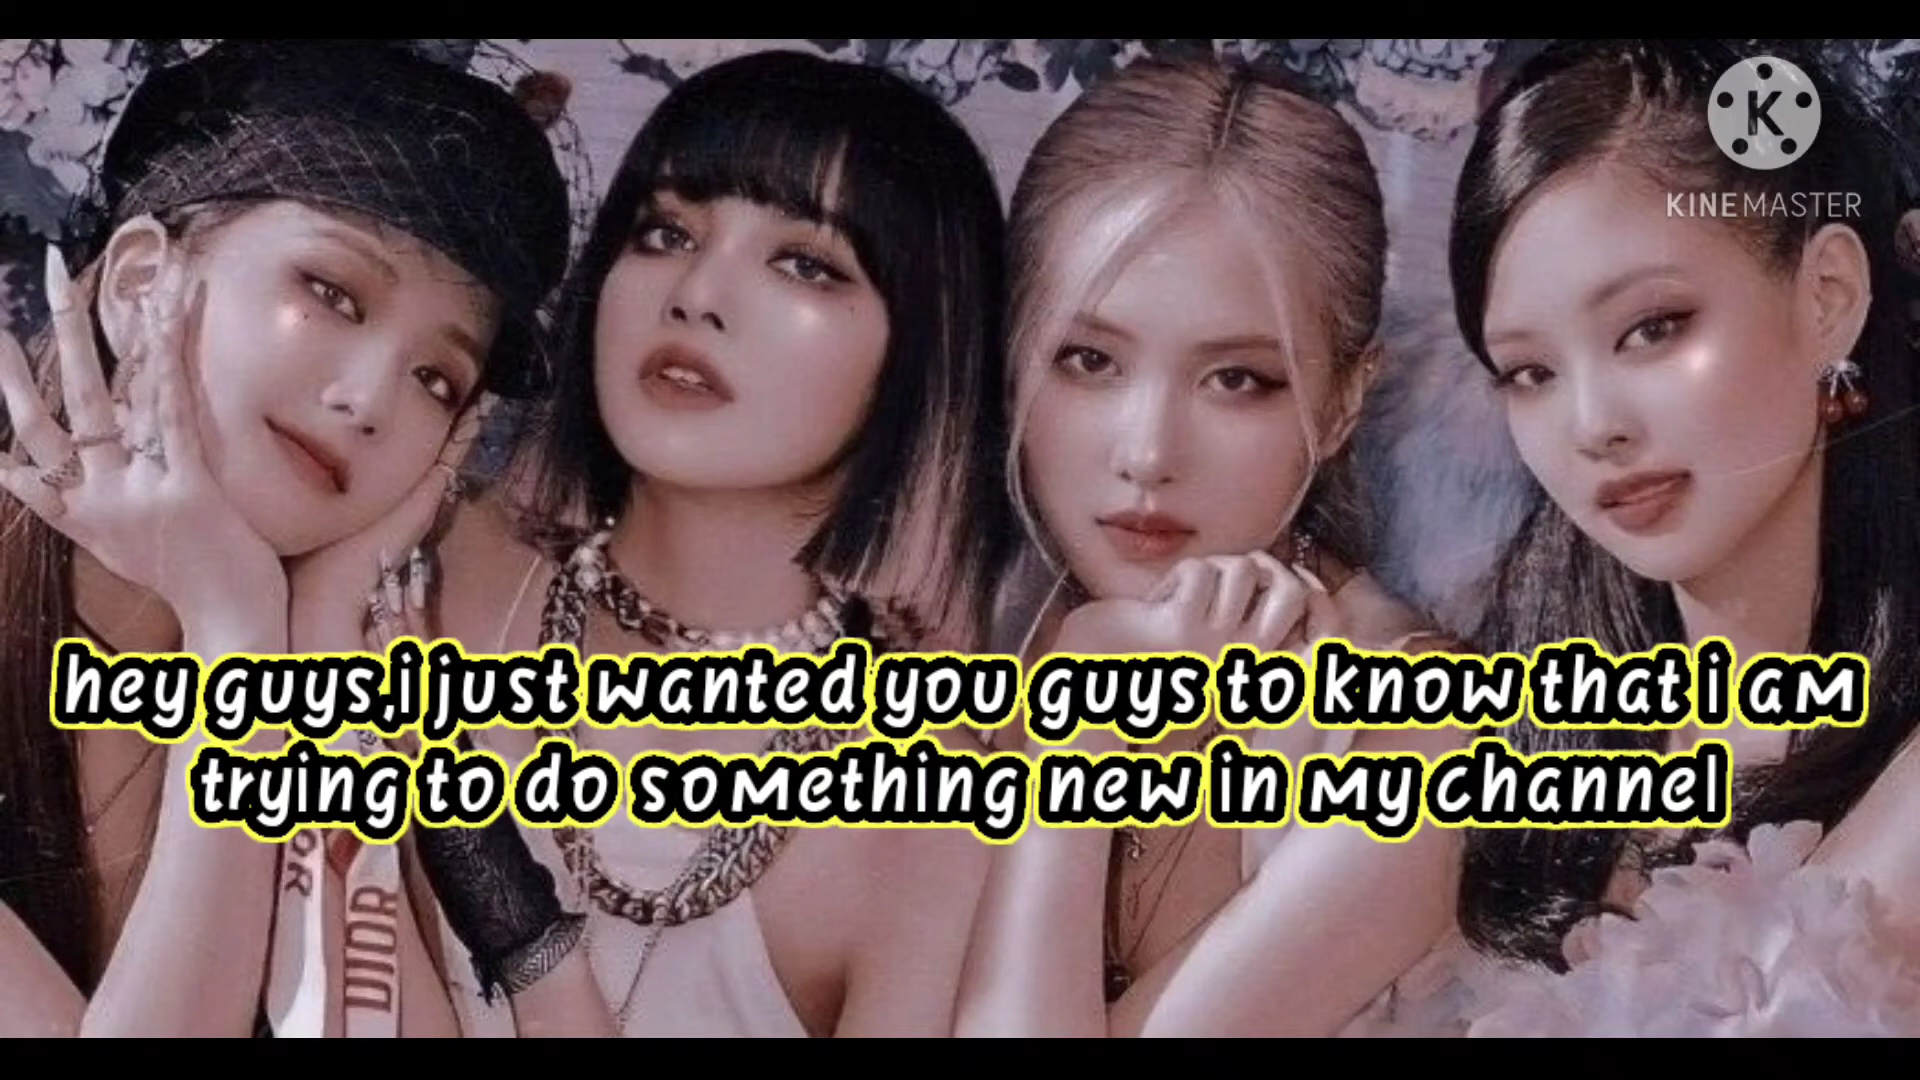 K
KINEMASTER
hey guys,i just wanted you guys to know that i am
trying to do something new in my channel
OR
DIOR